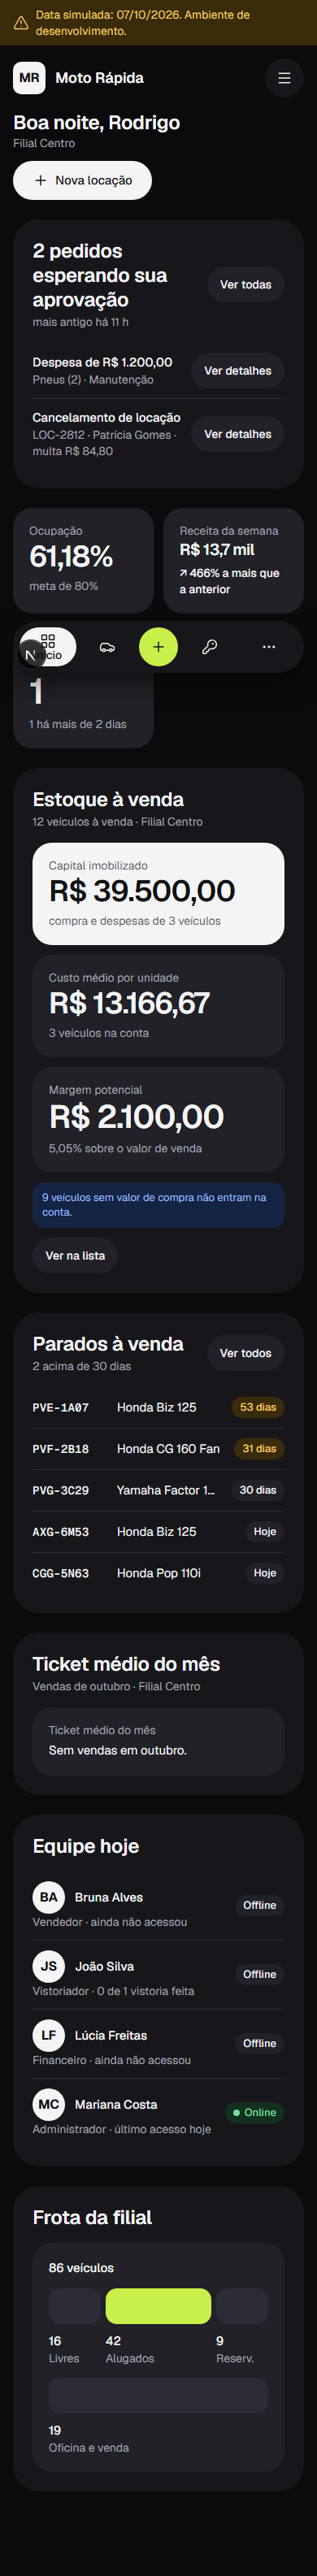 Data simulada: 07/10/2026. Ambiente de
desenvolvimento.
MR
Moto Rápida
Boa noite, Rodrigo
Filial Centro
Nova locação
2 pedidos
esperando sua
aprovação
mais antigo há 11 h
Ver todas
Despesa de R$ 1.200,00
Pneus (2) · Manutenção
Ver detalhes
Cancelamento de locação
LOC-2812 · Patrícia Gomes ·
multa R$ 84,80
Ver detalhes
Ocupação
61,18%
meta de 80%
Receita da semana
R$ 13,7 mil
↗ 466% a mais que
a anterior
N
Início
1
1 há mais de 2 dias
Estoque à venda
12 veículos à venda · Filial Centro
Capital imobilizado
R$ 39.500,00
compra e despesas de 3 veículos
Custo médio por unidade
R$ 13.166,67
3 veículos na conta
Margem potencial
R$ 2.100,00
5,05% sobre o valor de venda
9 veículos sem valor de compra não entram na
conta.
Ver na lista
Parados à venda
2 acima de 30 dias
Ver todos
PVE-1A07 Honda Biz 125 53 dias
PVF-2B18 Honda CG 160 Fan 31 dias
PVG-3C29 Yamaha Factor 1... 30 dias
AXG-6M53 Honda Biz 125 Hoje
CGG-5N63 Honda Pop 110i Hoje
Ticket médio do mês
Vendas de outubro · Filial Centro
Ticket médio do mês
Sem vendas em outubro.
Equipe hoje
BA Bruna Alves
Vendedor · ainda não acessou
Offline
JS João Silva
Vistoriador · 0 de 1 vistoria feita
Offline
LF Lúcia Freitas
Financeiro · ainda não acessou
Offline
MC Mariana Costa
Administrador · último acesso hoje
Online
Frota da filial
86 veículos
16
Livres
42
Alugados
9
Reserv.
19
Oficina e venda